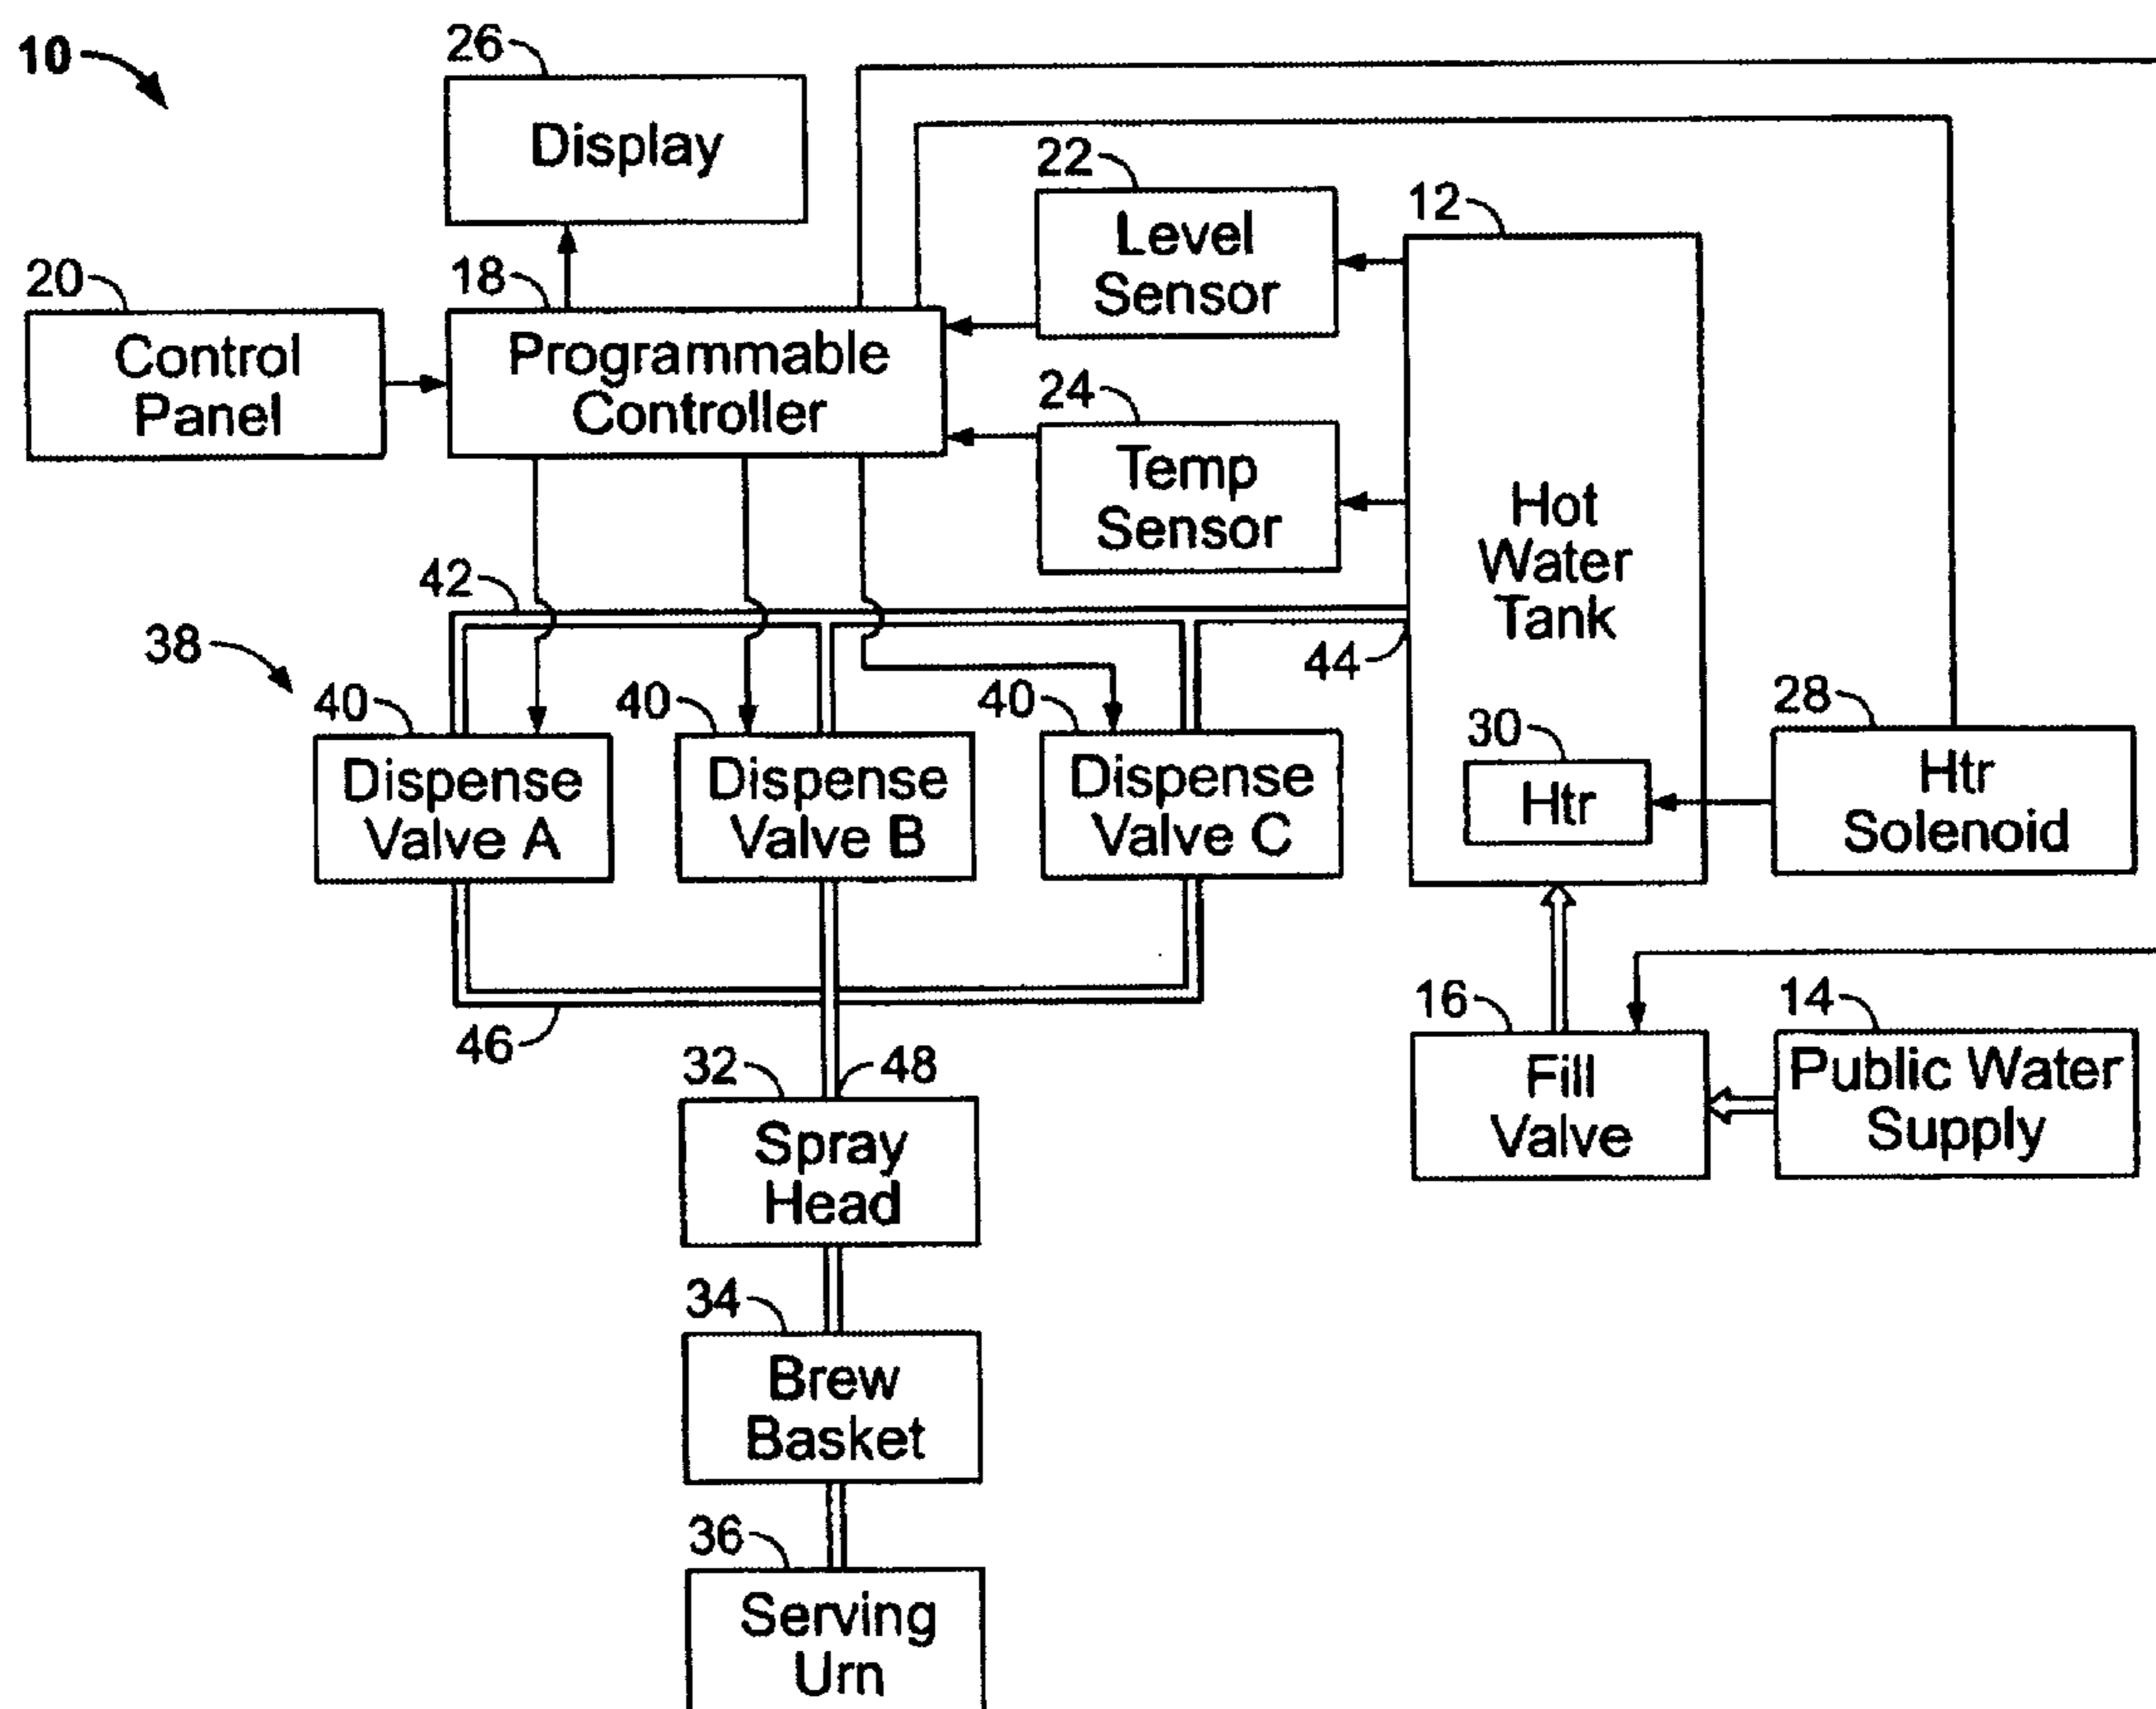 10
26
Display
22
Level
Sensor
12
20
Control
Panel
18
Programmable
Controller
24
Temp
Sensor
Hot
Water
Tank
42
44
38
40
Dispense
Valve A
40
Dispense
Valve B
40
Dispense
Valve C
30
Htr
28
Htr
Solenoid
46
16
Fill
Valve
14
Public Water
Supply
32
48
Spray
Head
34
Brew
Basket
36
Serving
Urn